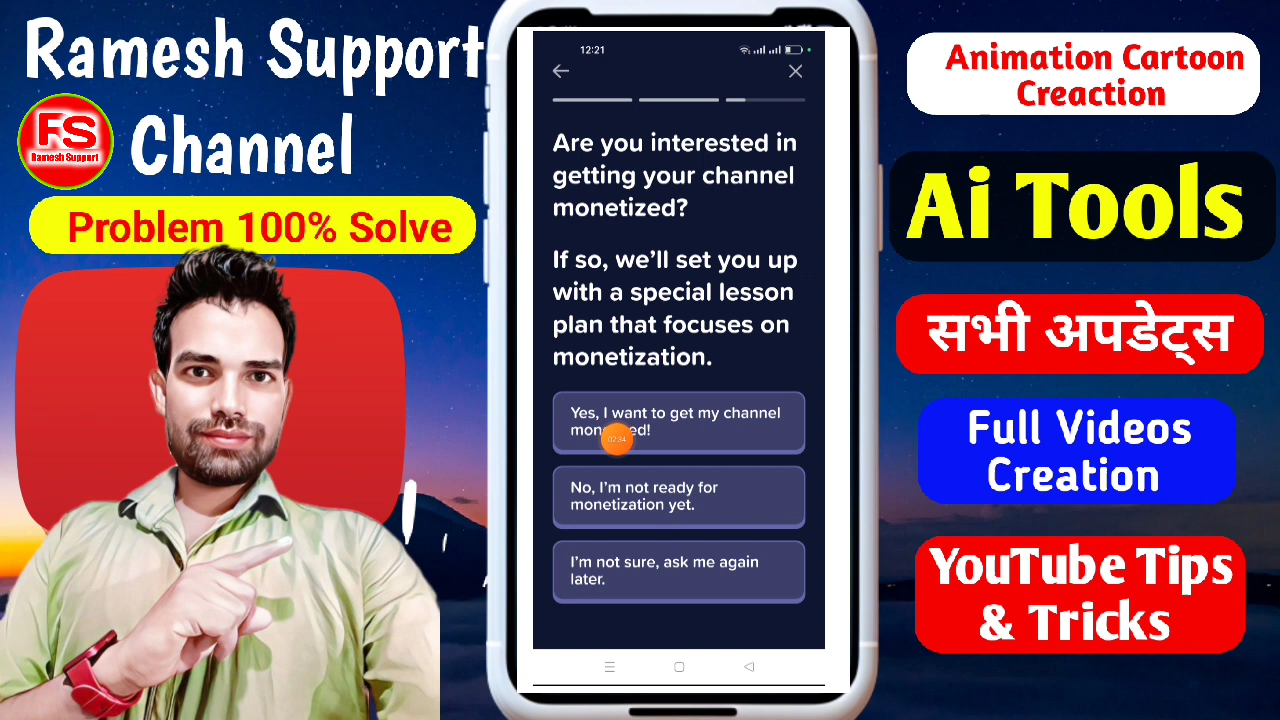 Ramesh Support
FS
Ramesh Support
Channel
Problem 100% Solve
12:21
Are you interested in
getting your channel
monetized?
If so, we’ll set you up
with a special lesson
plan that focuses on
monetization.
Yes, I want to get my channel
02:34
No, I’m not ready for
monetization yet.
I’m not sure, ask me again
later.
Animation Cartoon
Creaction
Ai Tools
सभी अपडेट्स
Full Videos
Creation
YouTube Tips
& Tricks